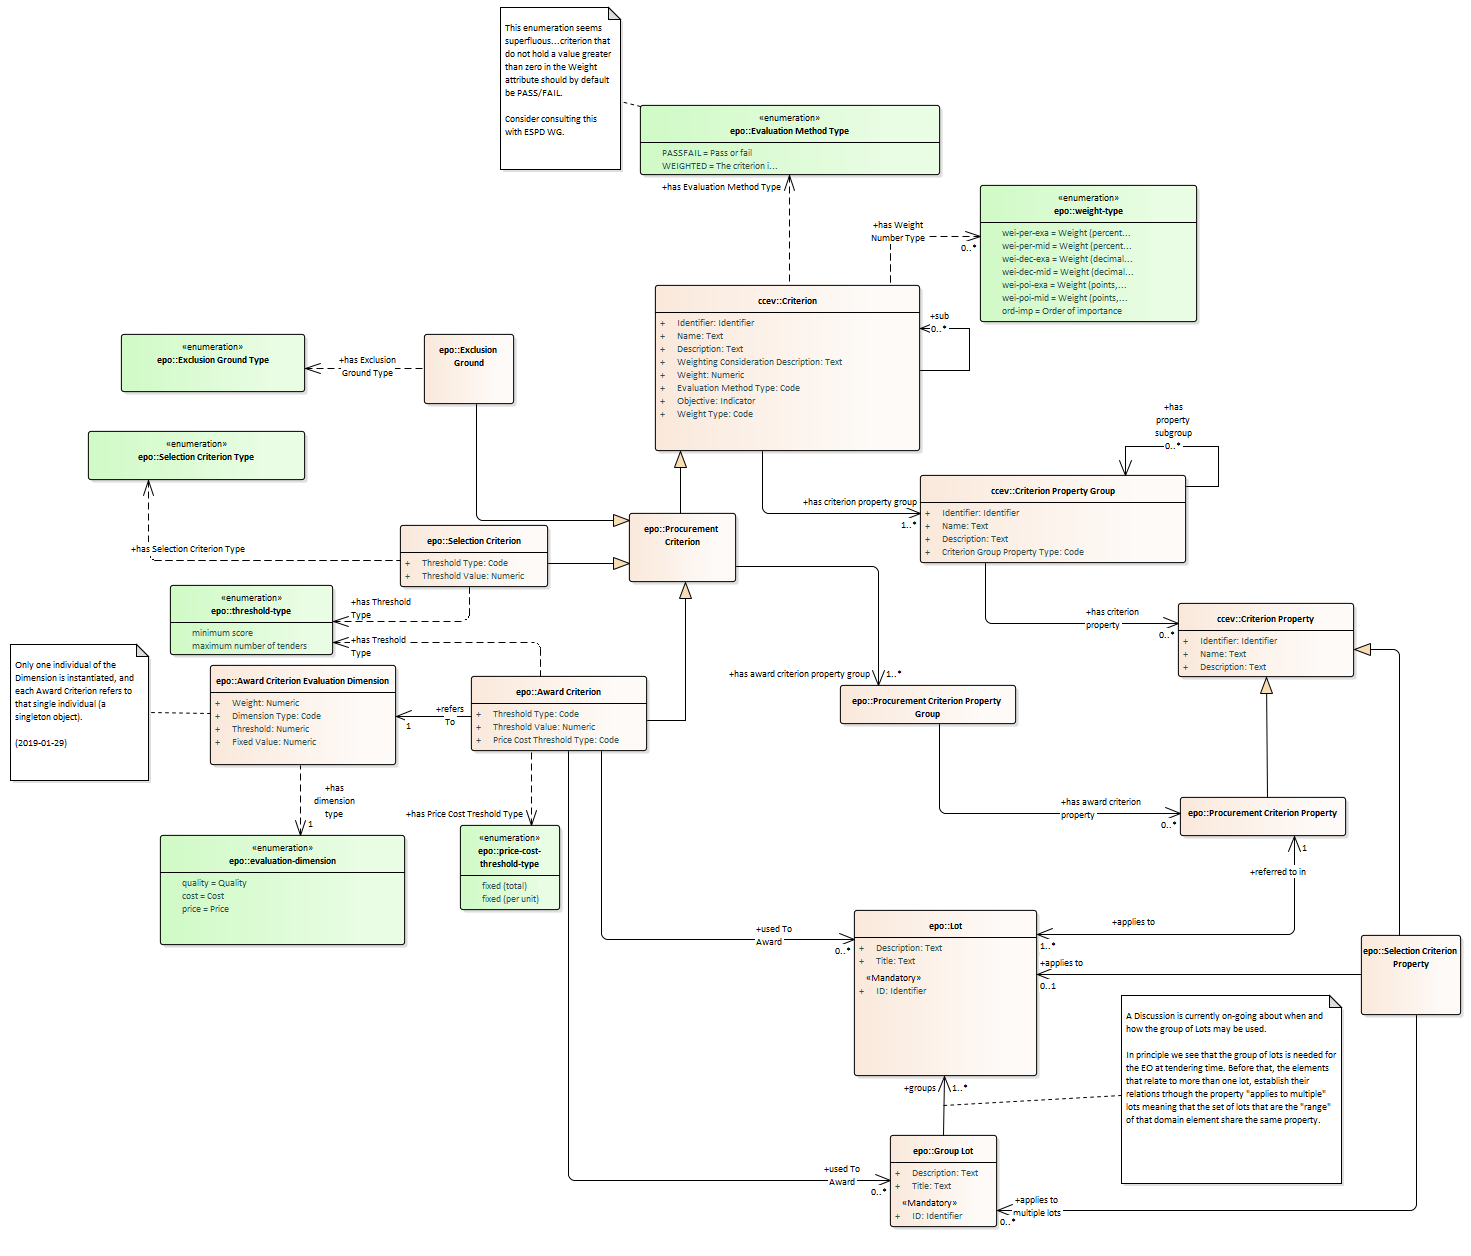 This enumeration seems
superfluous...criterion that
do not hold a value greater
than zero in the Weight
attribute should by default
be PASS/FAIL.
Consider consulting this
with ESPD WG.
«enumeration»
epo::Evaluation Method Type
PASSFAIL = Pass or fail
WEIGHTED = The criterion i...
+has Evaluation Method Type
+has Weight
Number Type
0..*
«enumeration»
epo::weight-type
wei-per-exa = Weight (percent...
wei-per-mid = Weight (percent...
wei-dec-exa = Weight (decimal...
wei-dec-mid = Weight (decimal...
wei-poi-exa = Weight (points,...
wei-poi-mid = Weight (points,...
ord-imp = Order of importance
ccev::Criterion
+ Identifier: Identifier
+ Name: Text
+ Description: Text
+ Weighting Consideration Description: Text
+ Weight: Numeric
+ Evaluation Method Type: Code
+ Objective: Indicator
+ Weight Type: Code
+sub
0..*
«enumeration»
epo::Exclusion Ground Type
+has Exclusion
Ground Type
epo::Exclusion
Ground
«enumeration»
epo::Selection Criterion Type
+has Selection Criterion Type
+has
property
subgroup
0..*
ccev::Criterion Property Group
+ Identifier: Identifier
+ Name: Text
+ Description: Text
+ Criterion Group Property Type: Code
+has criterion property group
1..*
epo::Procurement
Criterion
epo::Selection Criterion
+ Threshold Type: Code
+ Threshold Value: Numeric
«enumeration»
epo::threshold-type
minimum score
maximum number of tenders
+has Threshold
Type
+has Treshold
Type
+has criterion
property
0..*
ccev::Criterion Property
+ Identifier: Identifier
+ Name: Text
+ Description: Text
Only one individual of the
Dimension is instantiated, and
each Award Criterion refers to
that single individual (a
singleton object).
(2019-01-29)
epo::Award Criterion Evaluation Dimension
+ Weight: Numeric
+ Dimension Type: Code
+ Threshold: Numeric
+ Fixed Value: Numeric
+refers
To
1
epo::Award Criterion
+ Threshold Type: Code
+ Threshold Value: Numeric
+ Price Cost Threshold Type: Code
+has award criterion property group
1..*
epo::Procurement Criterion Property
Group
+has
dimension
type
1
+has Price Cost Treshold Type
«enumeration»
epo::evaluation-dimension
quality = Quality
cost = Cost
price = Price
«enumeration»
epo::price-cost-
threshold-type
fixed (total)
fixed (per unit)
+has award criterion
property
0..*
epo::Procurement Criterion Property
1
+referred to in
+used To
Award
0..*
epo::Lot
+ Description: Text
+ Title: Text
«Mandatory»
+ ID: Identifier
+applies to
1..*
+applies to
0..1
epo::Selection Criterion
Property
A Discussion is currently on-going about when and
how the group of Lots may be used.
In principle we see that the group of lots is needed for
the EO at tendering time. Before that, the elements
that relate to more than one lot, establish their
relations trhough the property "applies to multiple"
lots meaning that the set of lots that are the "range"
of that domain element share the same property.
+groups
1..*
+used To
Award
0..*
epo::Group Lot
+ Description: Text
+ Title: Text
«Mandatory»
+ ID: Identifier
+applies to
multiple lots
0..*